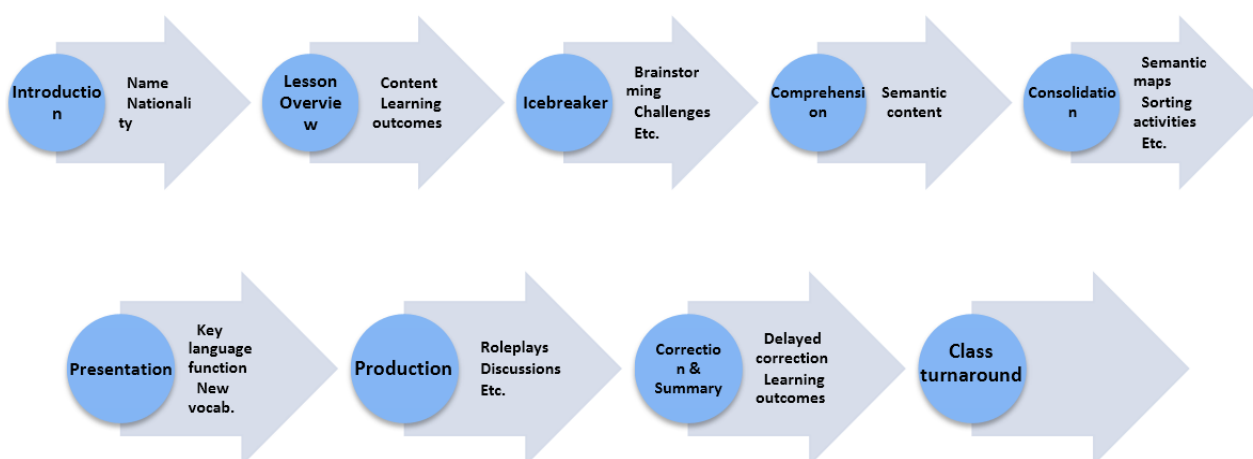 Introductio
n
Name
Nationali
ty
Lesson
Overvie
w
Content
Learning
outcomes
Icebreaker
Brainstor
ming
Challenges
Etc.
Comprehensi
on
Semantic
content
Consolidatio
n
Semantic
maps
Sorting
activities
Etc.
Presentation
Key
language
function
New
vocab.
Production
Roleplays
Discussions
Etc.
Correctio
n &
Summary
Delayed
correction
Learning
outcomes
Class
turnaround